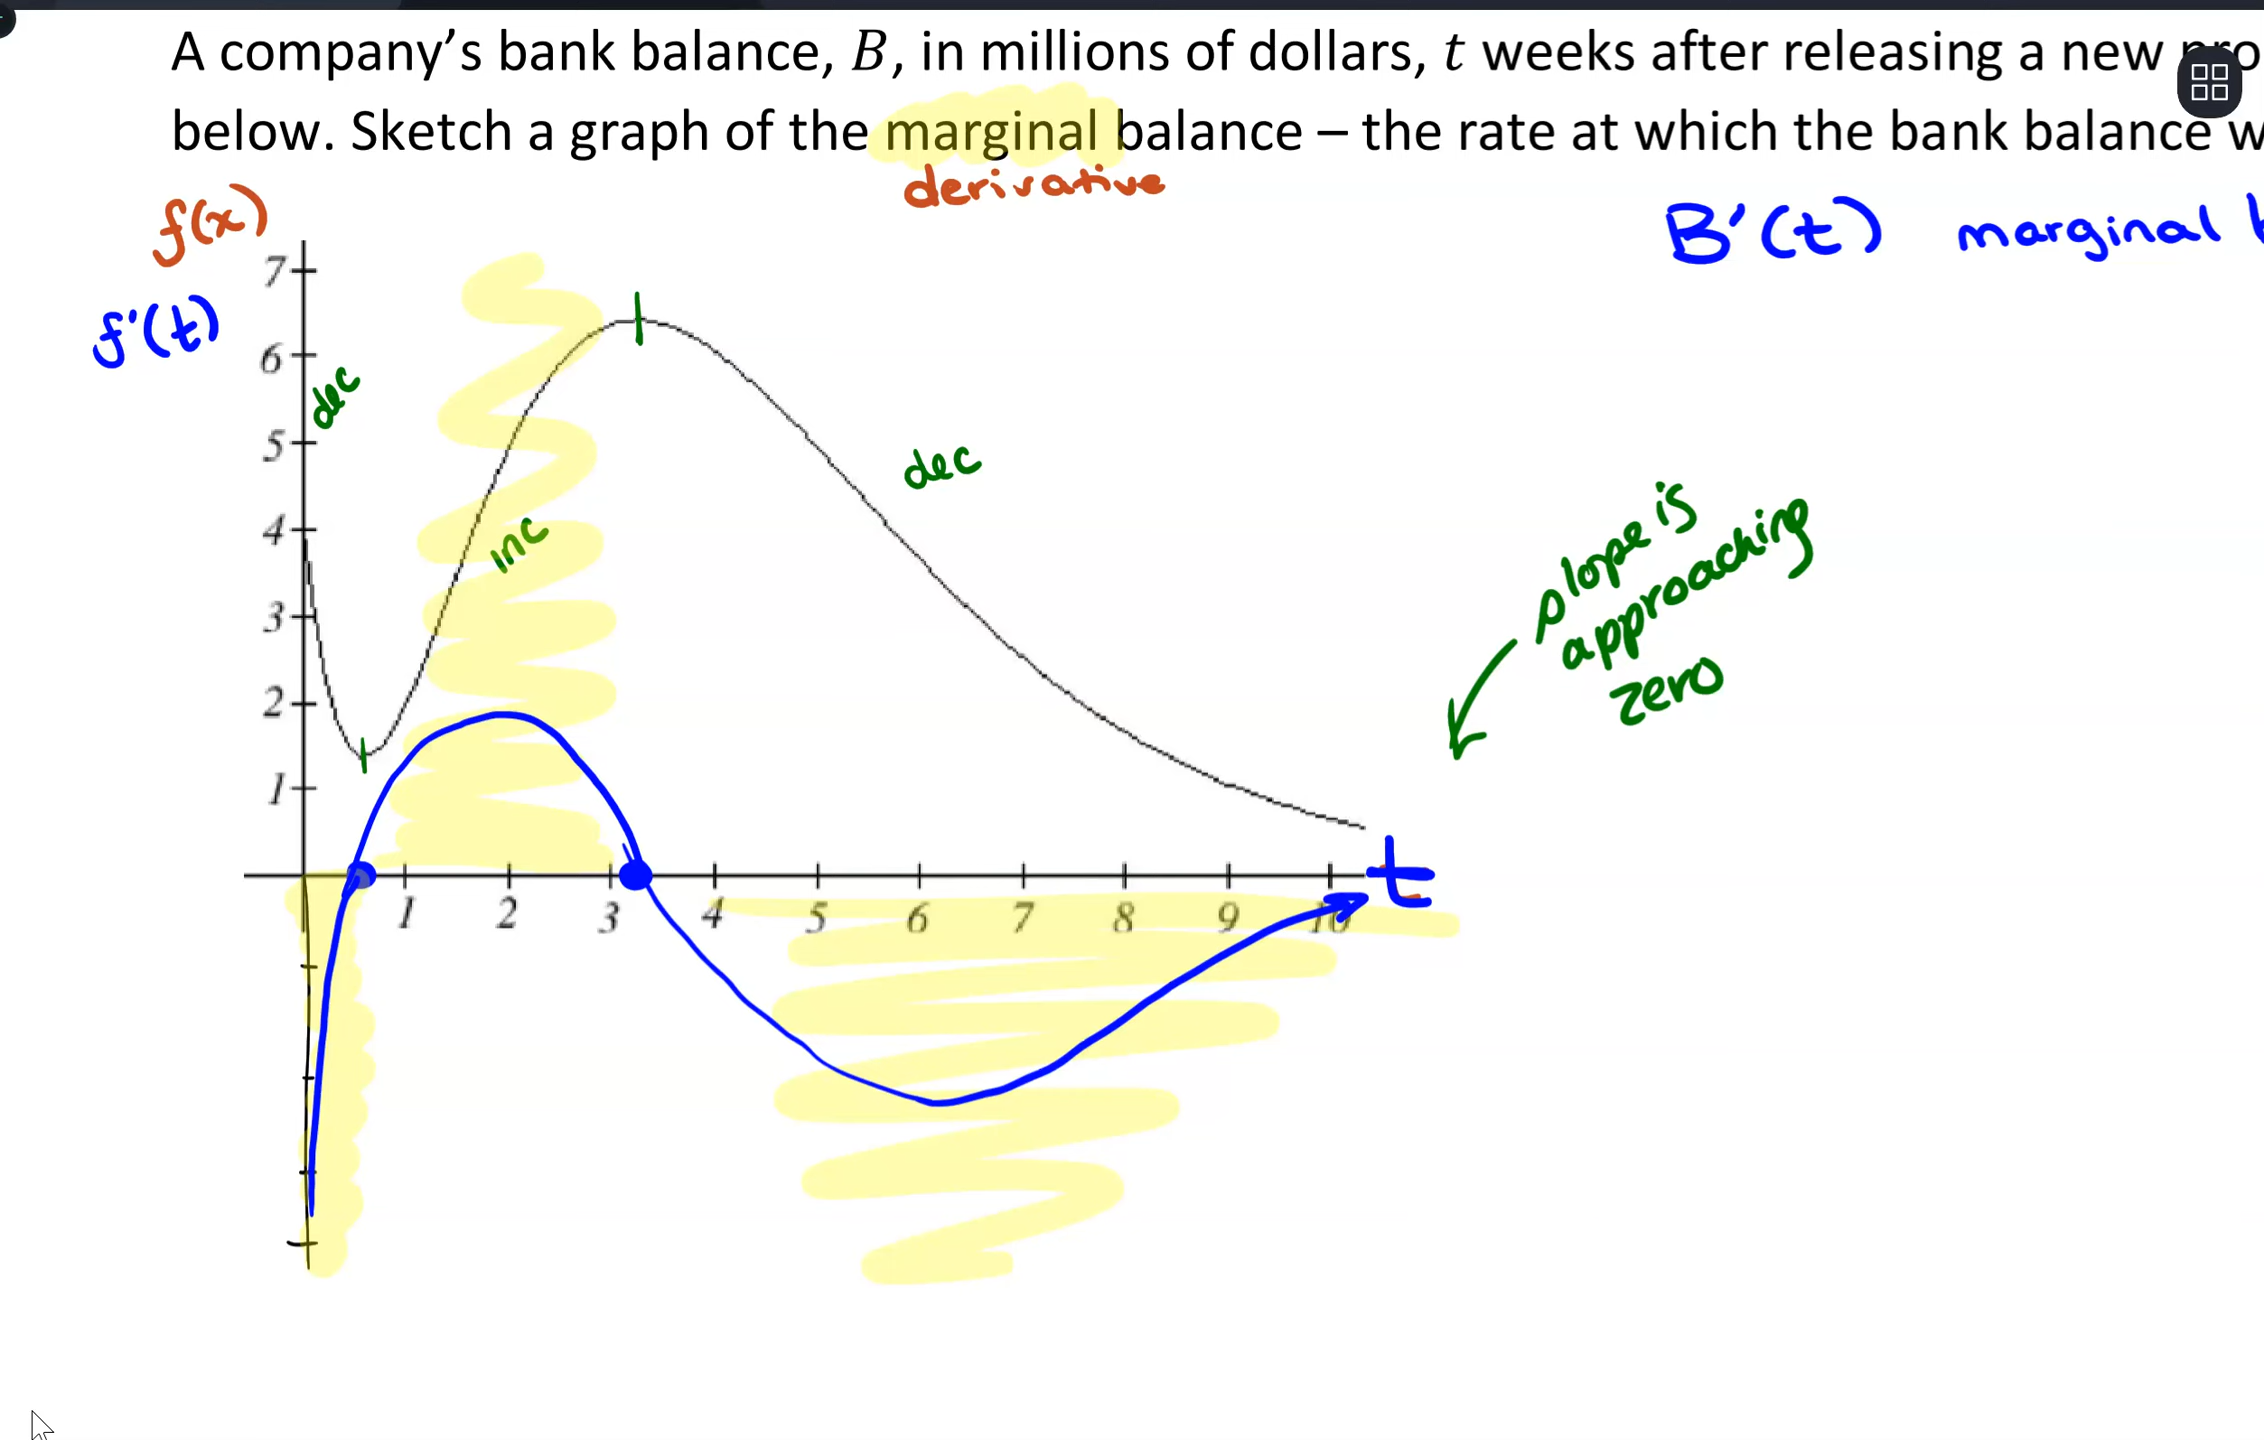 A company’s bank balance, B, in millions of dollars, t weeks after releasing a new
below. Sketch a graph of the marginal balance – the rate at which the bank balance
derivative
f(x)
B'(t) marginal
f'(t)
7
6
5
4
3
2
1
dec
inc
dec
slope is
approaching
zero
t
1 2 3 4 5 6 7 8 9 10